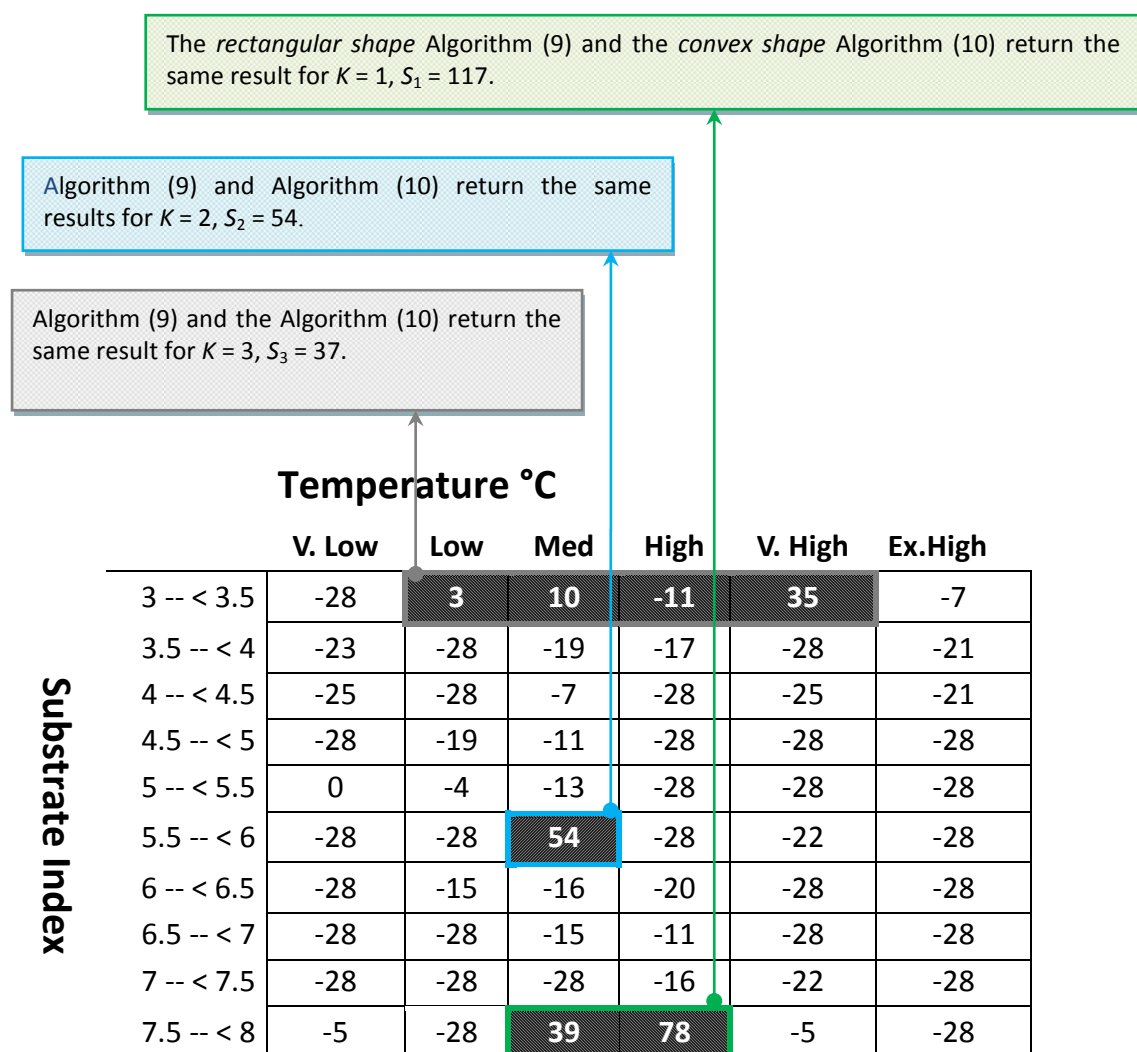 The rectangular shape Algorithm (9) and the convex shape Algorithm (10) return the
same result for K = 1, S1 = 117.
Algorithm (9) and Algorithm (10) return the same
results for K = 2, S2 = 54.
Algorithm (9) and the Algorithm (10) return the
same result for K = 3, S3 = 37.
Temperature °C
V. Low Low Med High V. High Ex.High
Substrate Index
3 -- < 3.5 -28 3 10 -11 35 -7
3.5 -- < 4 -23 -28 -19 -17 -28 -21
4 -- < 4.5 -25 -28 -7 -28 -25 -21
4.5 -- < 5 -28 -19 -11 -28 -28 -28
5 -- < 5.5 0 -4 -13 -28 -28 -28
5.5 -- < 6 -28 -28 54 -28 -22 -28
6 -- < 6.5 -28 -15 -16 -20 -28 -28
6.5 -- < 7 -28 -28 -15 -11 -28 -28
7 -- < 7.5 -28 -28 -28 -16 -22 -28
7.5 -- < 8 -5 -28 39 78 -5 -28